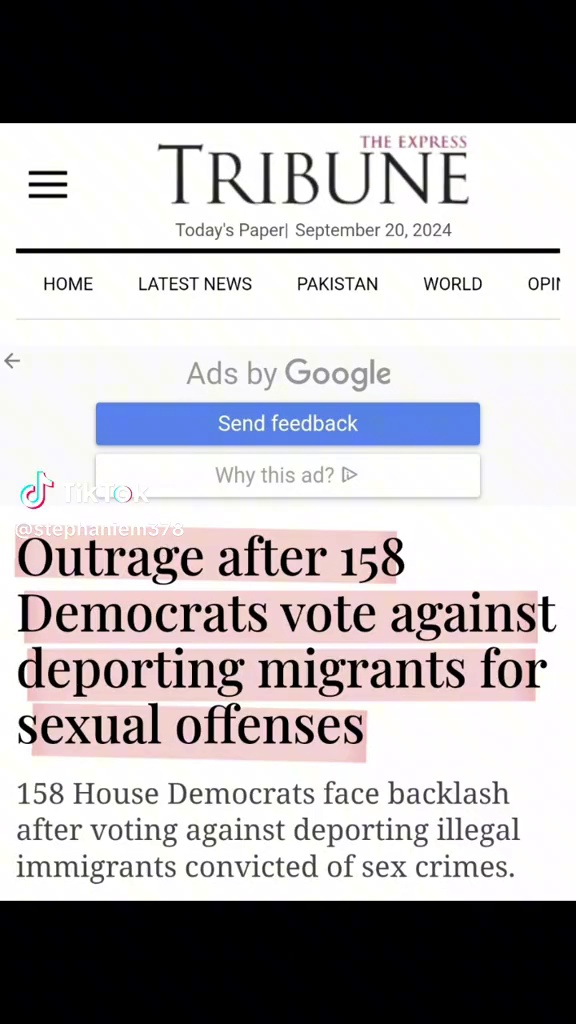 THE EXPRESS
TRIBUNE
Today's Paper| September 20, 2024
HOME LATEST NEWS PAKISTAN WORLD OPIN
Ads by Google
Send feedback
Why this ad?
TikTok
@stephaniem378
Outrage after 158
Democrats vote against
deporting migrants for
sexual offenses
158 House Democrats face backlash
after voting against deporting illegal
immigrants convicted of sex crimes.